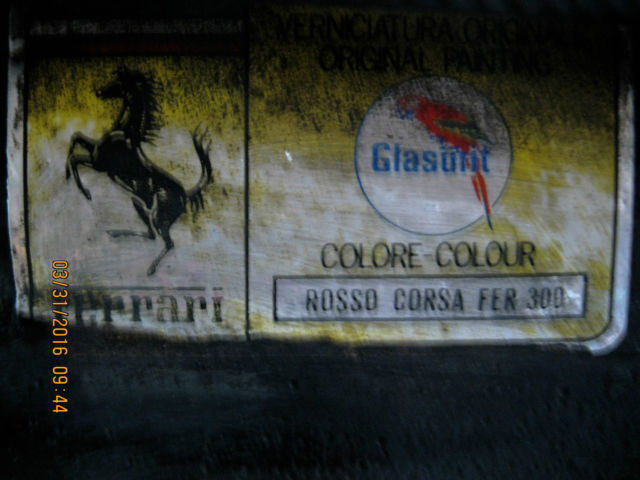 VERNICIATURA ORIGINALE
ORIGINAL PAINTING
Glasurit
COLORE-COLOUR
ROSSO CORSA FER 300
Ferrari
03/31/2016 09:44